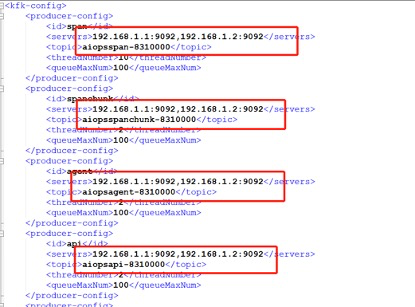 <kfk-config>
<producer-config>
<id>span</id>
<servers>192.168.1.1:9092,192.168.1.2:9092</servers>
<topic>aiopsspan-8310000</topic>
<threadNumber>10</threadNumber>
<queueMaxNum>100</queueMaxNum>
</producer-config>
<producer-config>
<id>spanchunk</id>
<servers>192.168.1.1:9092,192.168.1.2:9092</servers>
<topic>aiopsspanchunk-8310000</topic>
<threadNumber>2</threadNumber>
<queueMaxNum>100</queueMaxNum>
</producer-config>
<producer-config>
<id>agent</id>
<servers>192.168.1.1:9092,192.168.1.2:9092</servers>
<topic>aiopsagent-8310000</topic>
<threadNumber>2</threadNumber>
<queueMaxNum>100</queueMaxNum>
</producer-config>
<producer-config>
<id>api</id>
<servers>192.168.1.1:9092,192.168.1.2:9092</servers>
<topic>aiopsapi-8310000</topic>
<threadNumber>2</threadNumber>
<queueMaxNum>100</queueMaxNum>
</producer-config>